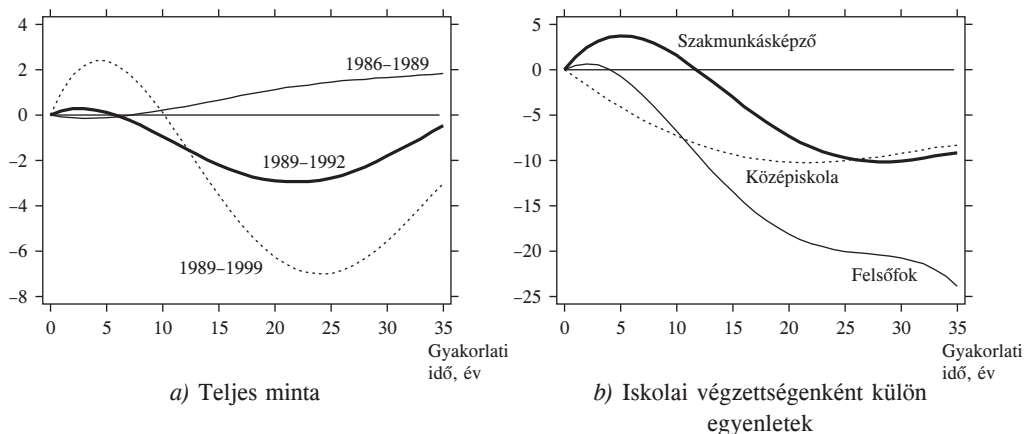 4
2
0
–2
–4
–6
–8
1986–1989
1989–1992
1989–1999
0 5 10 15 20 25 30 35
Gyakorlati
idő, év
a) Teljes minta
5
0
–5
–10
–15
–20
–25
Szakmunkásképző
Középiskola
Felsőfok
0 5 10 15 20 25 30 35
Gyakorlati
idő, év
b) Iskolai végzettségenként külön
egyenletek